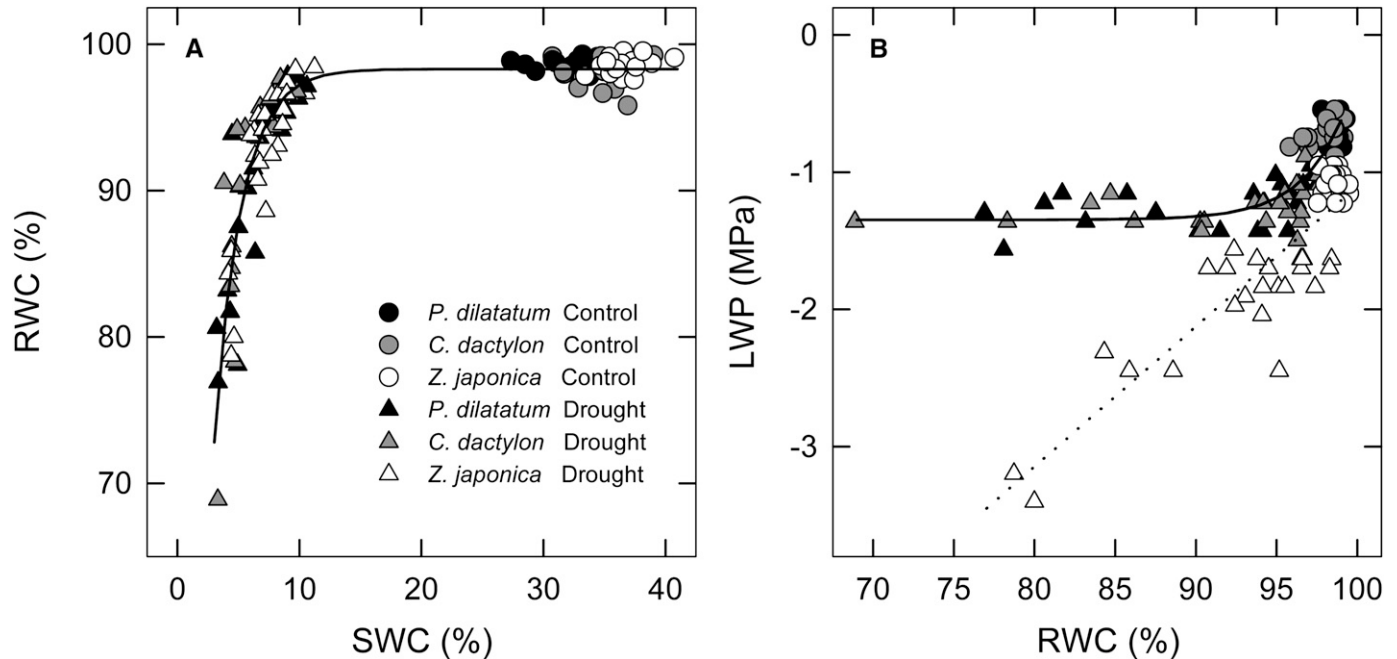 A
100
90
80
70
RWC (%)
0
10
20
30
40
SWC (%)
P. dilatatum Control
C. dactylon Control
Z. japonica Control
P. dilatatum Drought
C. dactylon Drought
Z. japonica Drought
B
0
-1
-2
-3
LWP (MPa)
70
75
80
85
90
95
100
RWC (%)